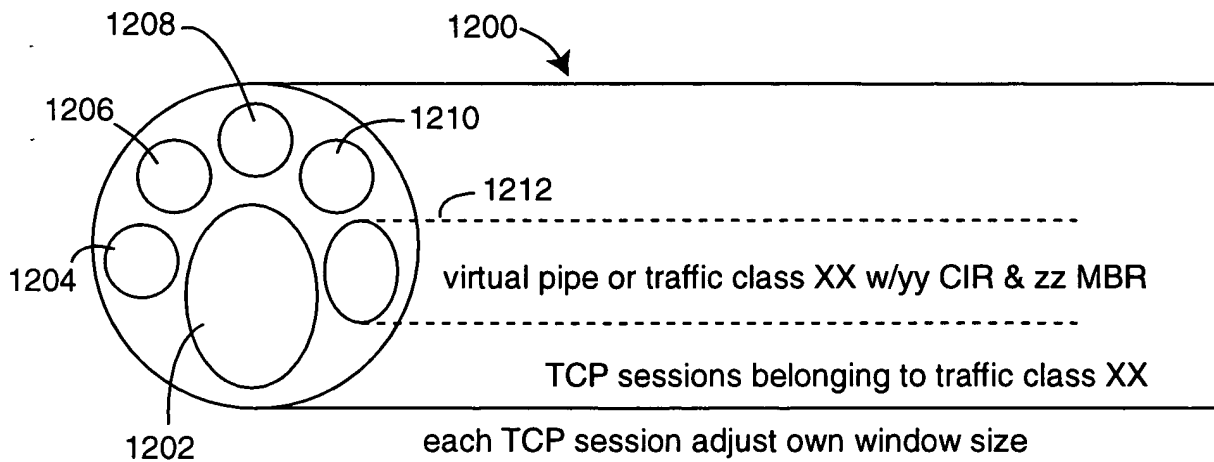 1208
1200
1206
1210
1212
1204
virtual pipe or traffic class XX w/yy CIR & zz MBR
TCP sessions belonging to traffic class XX
1202
each TCP session adjust own window size